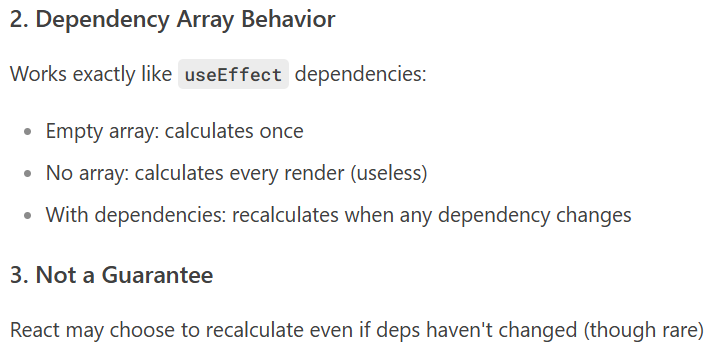 2. Dependency Array Behavior
Works exactly like useEffect dependencies:
• Empty array: calculates once
• No array: calculates every render (useless)
• With dependencies: recalculates when any dependency changes
3. Not a Guarantee
React may choose to recalculate even if deps haven't changed (though rare)